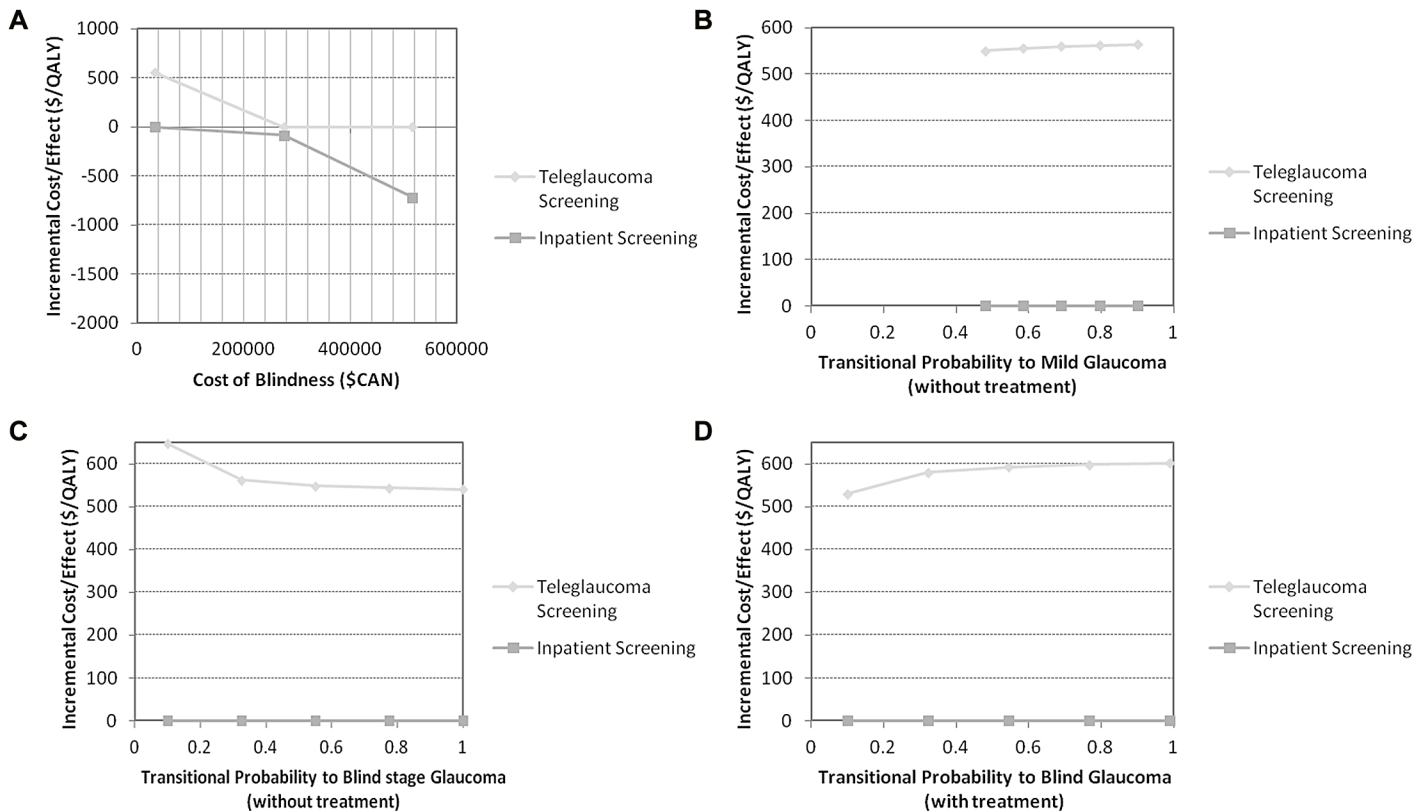 A
Incremental Cost/Effect ($/QALY)
1000
500
0
-500
-1000
-1500
-2000
0 200000 400000 600000
Cost of Blindness ($CAN)
Teleglaucoma
Screening
Inpatient Screening
B
Incremental Cost/Effect ($/QALY)
600
500
400
300
200
100
0
0 0.2 0.4 0.6 0.8 1
Transitional Probability to Mild Glaucoma
(without treatment)
Teleglaucoma
Screening
Inpatient Screening
C
Incremental Cost/Effect ($/QALY)
600
500
400
300
200
100
0
0 0.2 0.4 0.6 0.8 1
Transitional Probability to Blind stage Glaucoma
(without treatment)
Teleglaucoma
Screening
Inpatient Screening
D
Incremental Cost/Effect ($/QALY)
600
500
400
300
200
100
0
0 0.2 0.4 0.6 0.8 1
Transitional Probability to Blind Glaucoma
(with treatment)
Teleglaucoma
Screening
Inpatient Screening